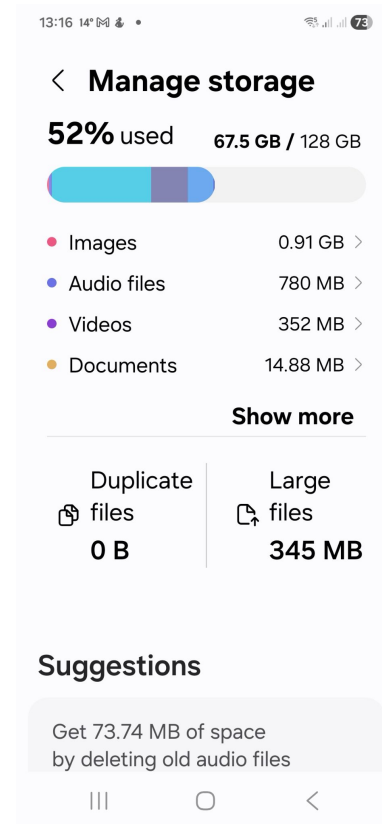 13:16 14°
73
Manage storage
52% used 67.5 GB / 128 GB
Images 0.91 GB
Audio files 780 MB
Videos 352 MB
Documents 14.88 MB
Show more
Duplicate
files
0 B
Large
files
345 MB
Suggestions
Get 73.74 MB of space
by deleting old audio files